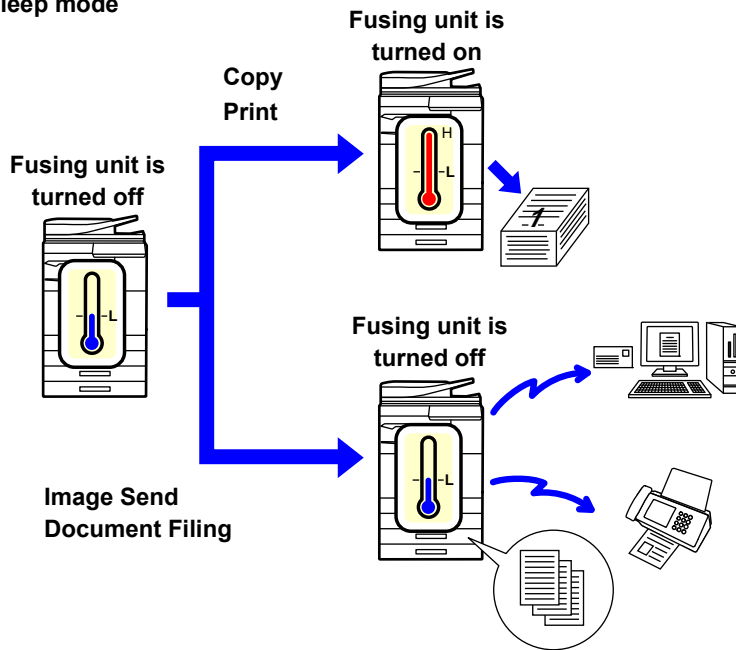 leep mode
Fusing unit is
turned on
Copy
Print
H
L
1
Fusing unit is
turned off
L
Fusing unit is
turned off
L
Image Send
Document Filing